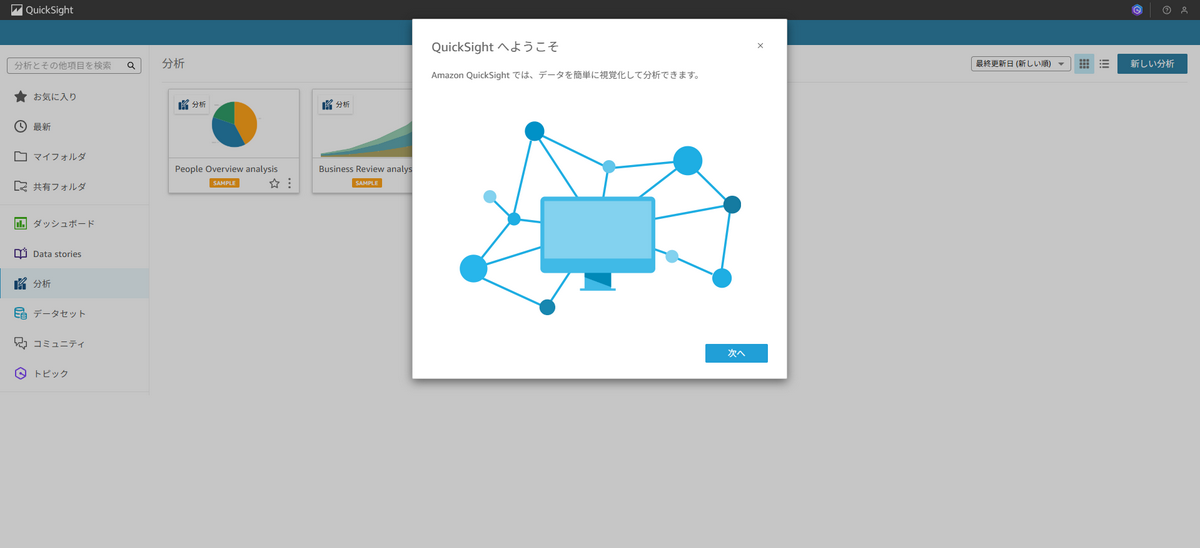 QuickSight
QuickSight へようこそ
Amazon QuickSight では、データを簡単に視覚化して分析できます。
次へ
分析とその他項目を検索
お気に入り
最新
マイフォルダ
共有フォルダ
ダッシュボード
Data stories
分析
データセット
コミュニティ
トピック
分析
最終更新日 (新しい順)
新しい分析
分析
People Overview analysis
SAMPLE
分析
Business Review analys
SAMPLE